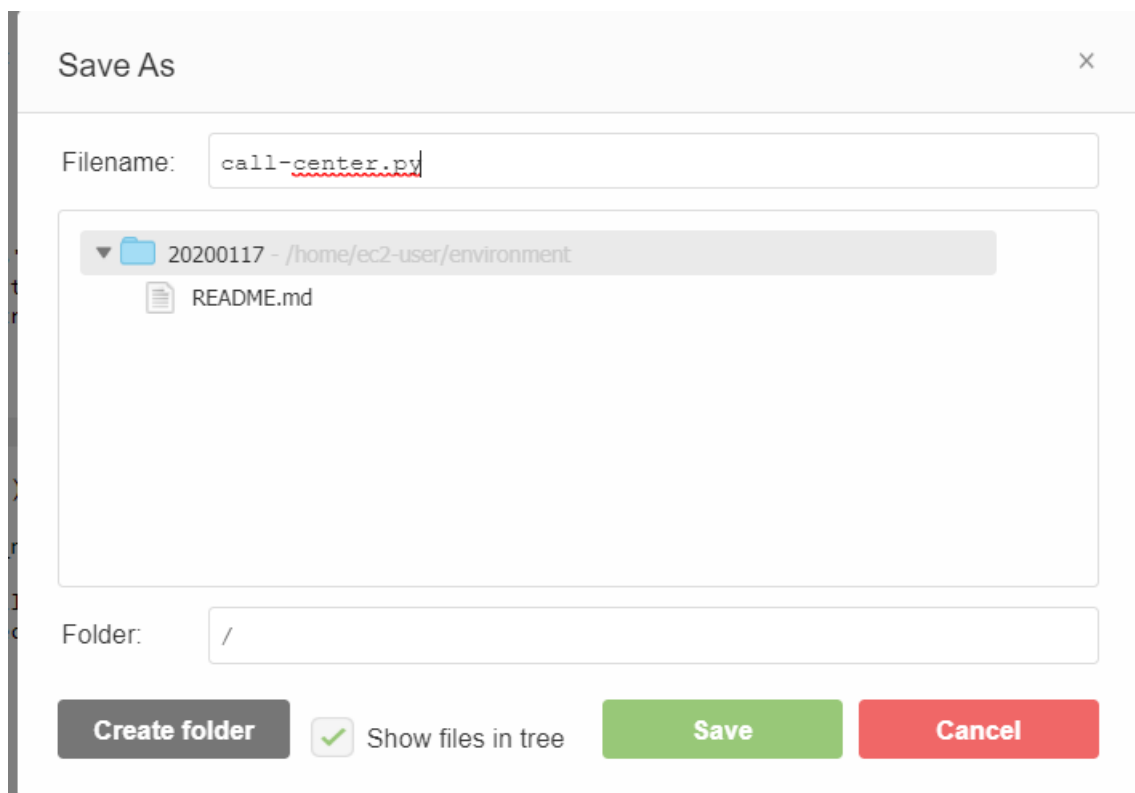 Save As
×
Filename: call-center.py
20200117 - /home/ec2-user/environment
README.md
Folder: /
Create folder Show files in tree Save Cancel